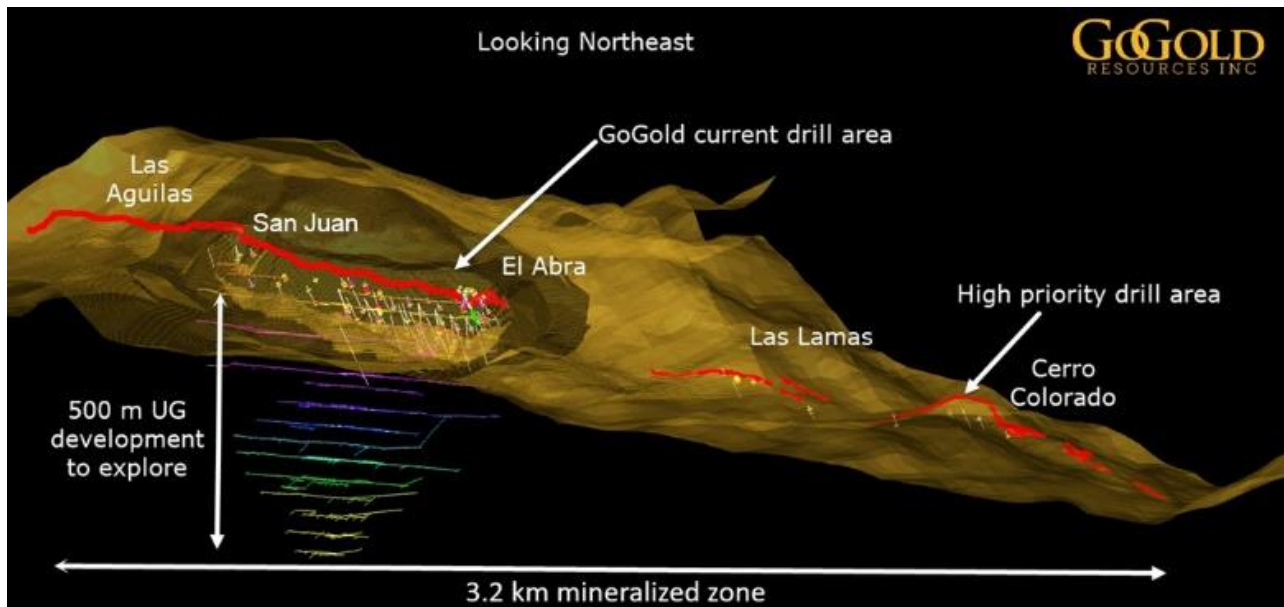 Looking Northeast
GOGOLD
RESOURCES INC
GoGold current drill area
Las
Aguilas
San Juan
El Abra
High priority drill area
Las Lamas
Cerro
Colorado
500 m UG
development
to explore
3.2 km mineralized zone